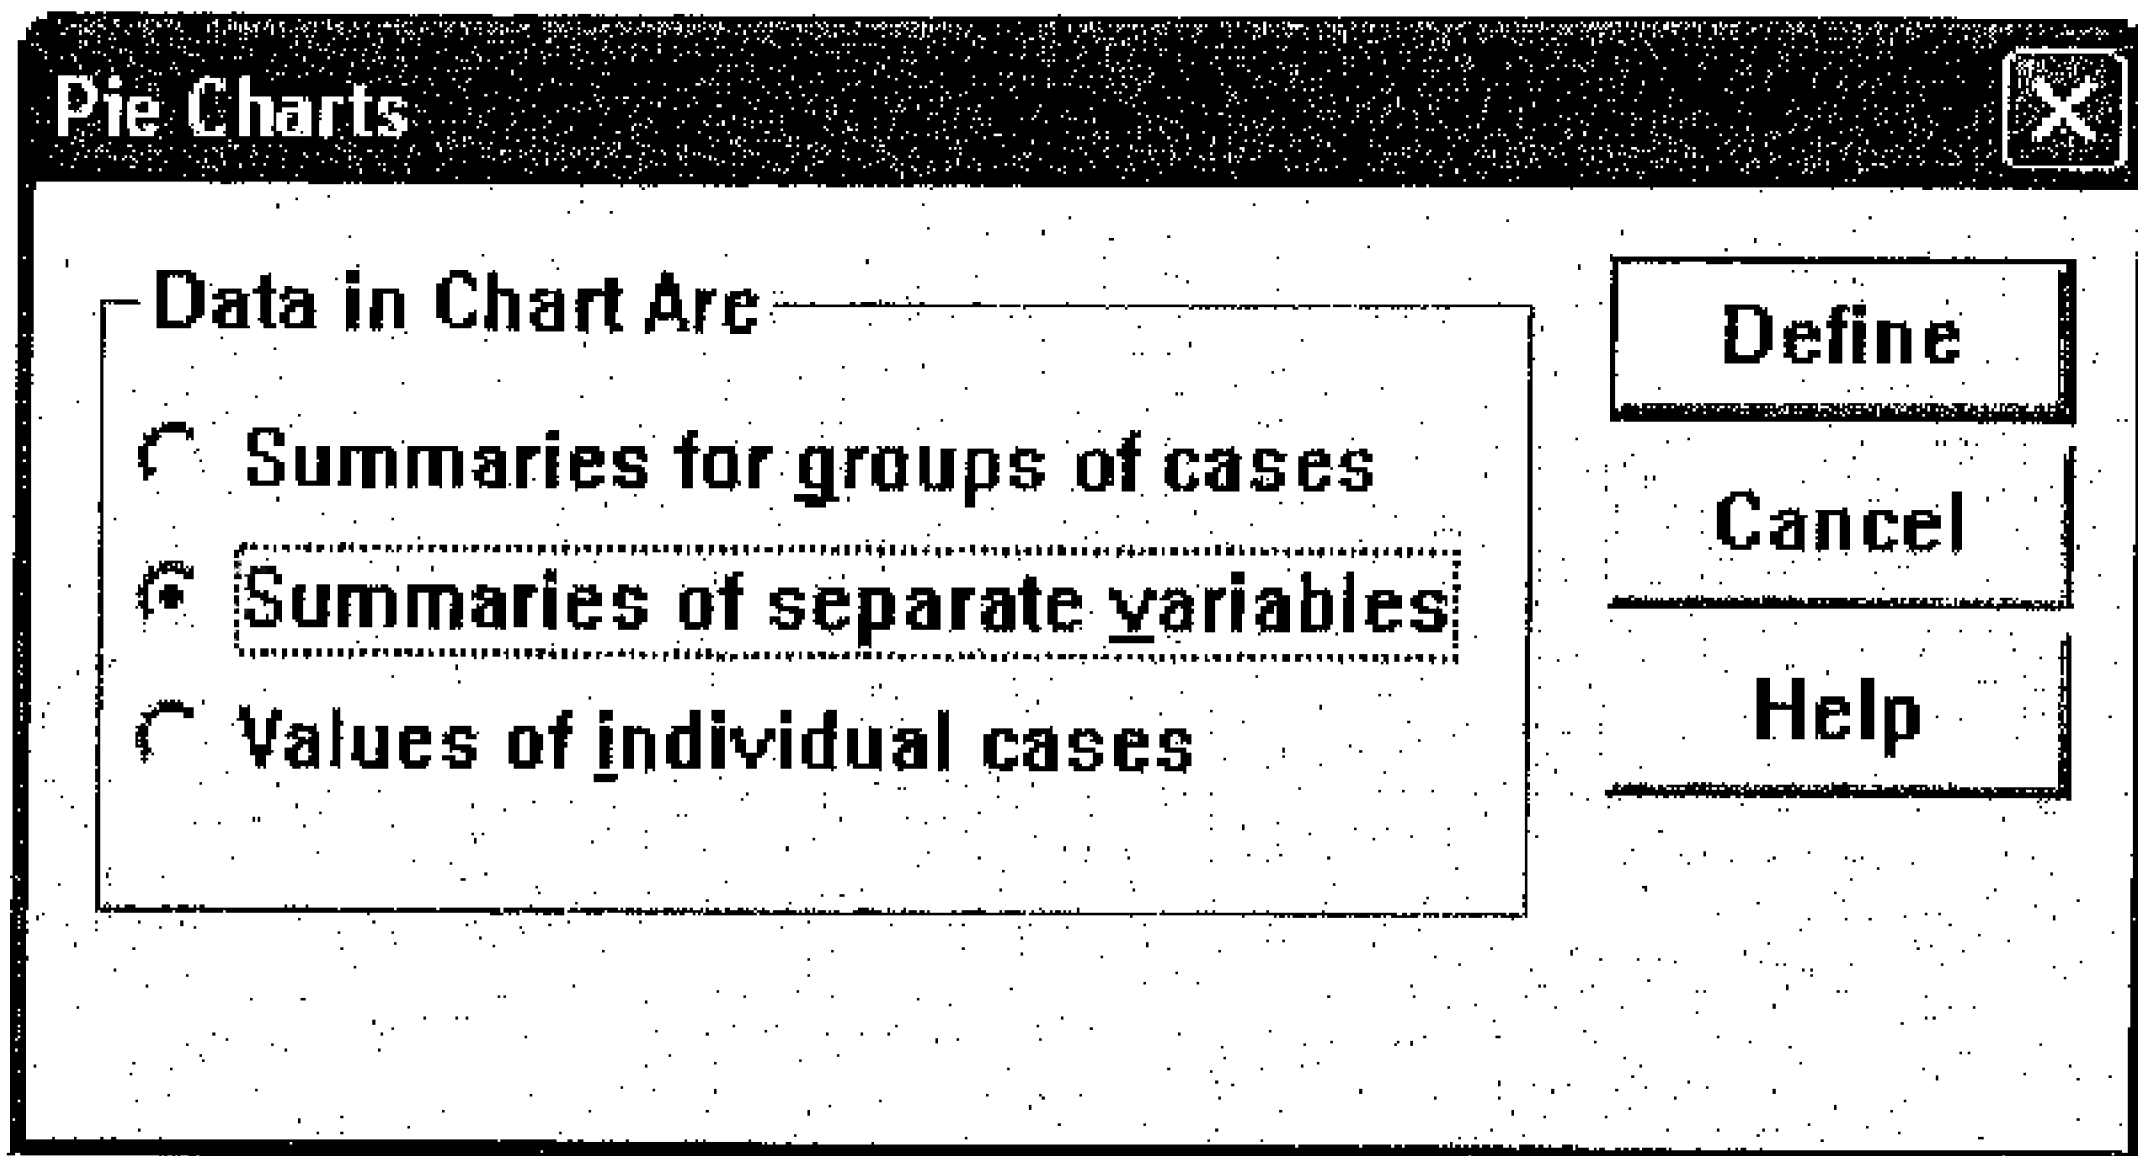 Pie Charts
Data in Chart Are
Summaries for groups of cases
Summaries of separate variables
Values of individual cases
Define
Cancel
Help